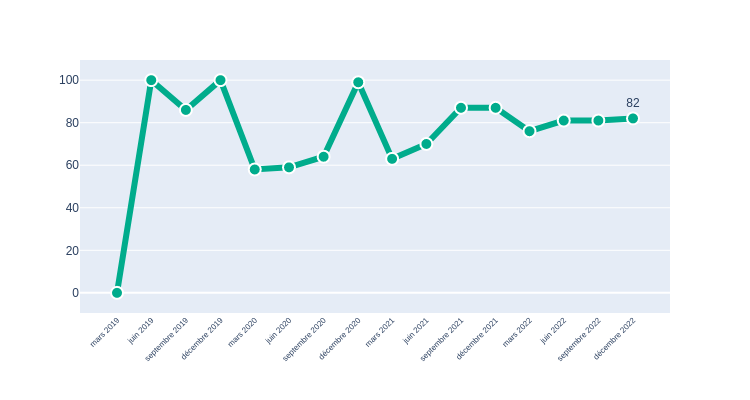 100
80
60
40
20
0
82
mars 2019
juin 2019
septembre 2019
décembre 2019
mars 2020
juin 2020
septembre 2020
décembre 2020
mars 2021
juin 2021
septembre 2021
décembre 2021
mars 2022
juin 2022
septembre 2022
décembre 2022